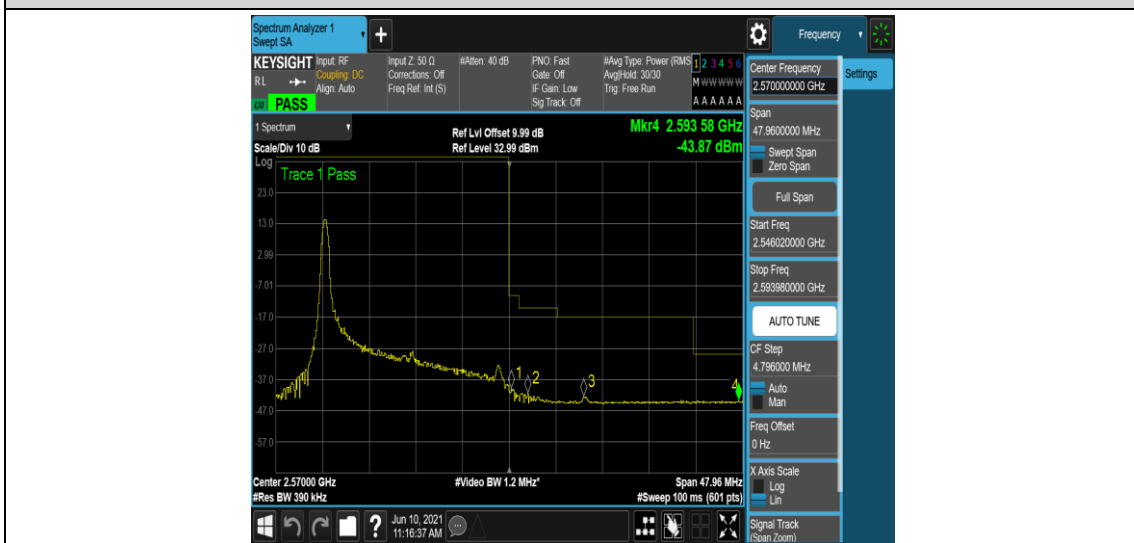 Spectrum Analyzer 1
Swept SA
+
Frequency
KEYSIGHT
RL
LXI PASS
Input: RF
Coupling: DC
Align: Auto
Input Z: 50 Ω
Corrections: Off
Freq Ref: Int (S)
#Atten: 40 dB
PNO: Fast
Gate: Off
IF Gain: Low
Sig Track: Off
#Avg Type: Power (RMS
Avg|Hold: 30/30
Trig: Free Run
1 2 3 4 5 6
M W W W W W
A A A A A A
1 Spectrum
Scale/Div 10 dB
Ref Lvl Offset 9.99 dB
Ref Level 32.99 dBm
Mkr4 2.593 58 GHz
-43.87 dBm
Log
Trace 1 Pass
23.0
13.0
2.99
-7.01
-17.0
-27.0
-37.0
-47.0
-57.0
1
2
3
4
Center 2.57000 GHz
#Res BW 390 kHz
#Video BW 1.2 MHz*
Span 47.96 MHz
#Sweep 100 ms (601 pts)
?
Jun 10, 2021
11:16:37 AM
Center Frequency
2.570000000 GHz
Settings
Span
47.9600000 MHz
Swept Span
Zero Span
Full Span
Start Freq
2.546020000 GHz
Stop Freq
2.593980000 GHz
AUTO TUNE
CF Step
4.796000 MHz
Auto
Man
Freq Offset
0 Hz
X Axis Scale
Log
Lin
Signal Track
(Span Zoom)